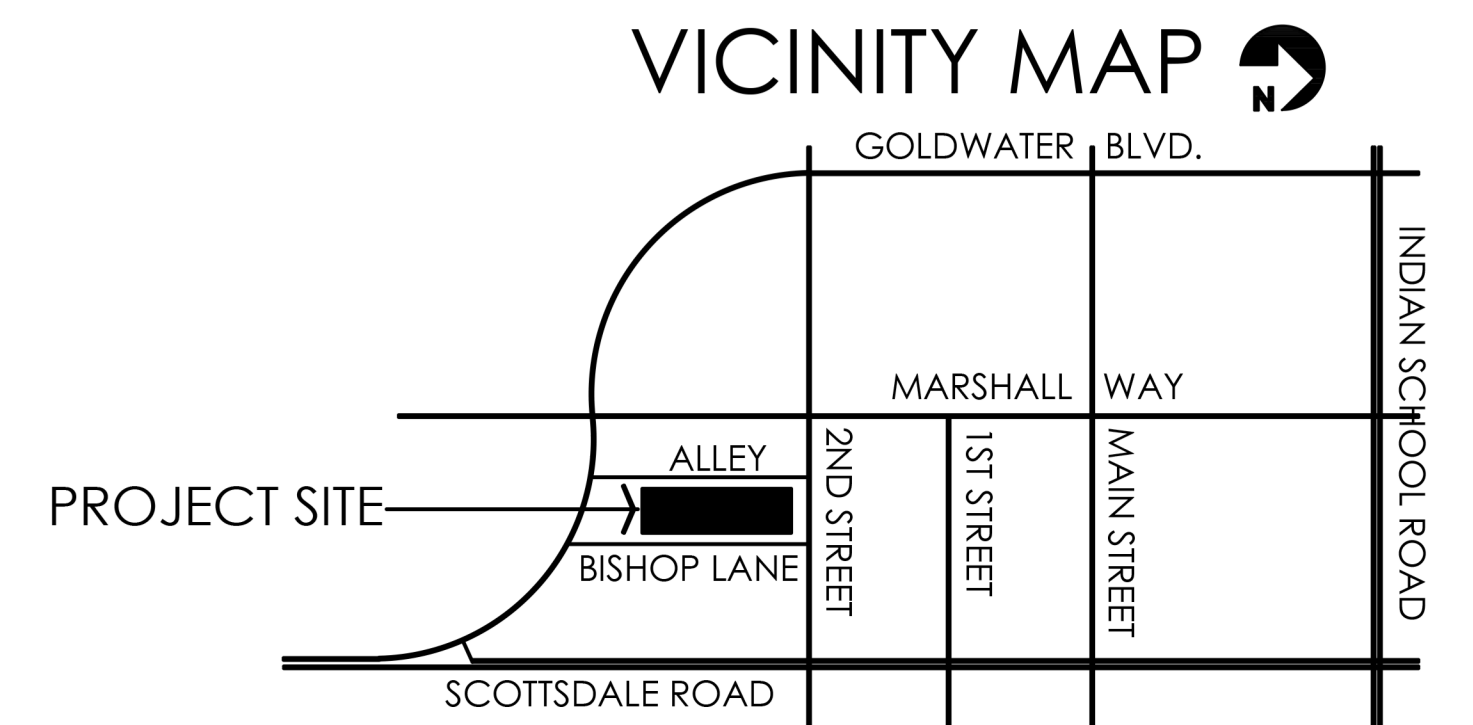 VICINITY MAP
N
GOLDWATER BLVD.
INDIAN SCHOOL ROAD
MARSHALL WAY
2ND STREET
1ST STREET
MAIN STREET
ALLEY
PROJECT SITE
BISHOP LANE
SCOTTSDALE ROAD